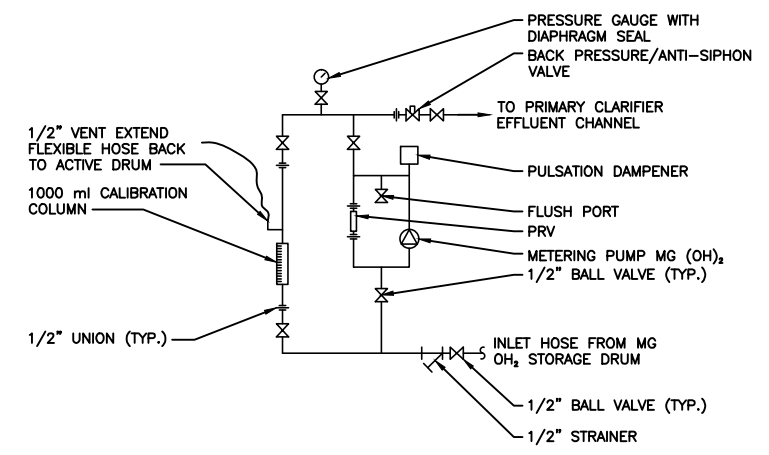 PRESSURE GAUGE WITH
DIAPHRAGM SEAL
BACK PRESSURE/ANTI-SIPHON
VALVE
TO PRIMARY CLARIFIER
EFFLUENT CHANNEL
1/2" VENT EXTEND
FLEXIBLE HOSE BACK
TO ACTIVE DRUM
1000 ml CALIBRATION
COLUMN
PULSATION DAMPENER
FLUSH PORT
PRV
METERING PUMP MG (OH)₂
1/2" BALL VALVE (TYP.)
1/2" UNION (TYP.)
INLET HOSE FROM MG
OH₂ STORAGE DRUM
1/2" BALL VALVE (TYP.)
1/2" STRAINER